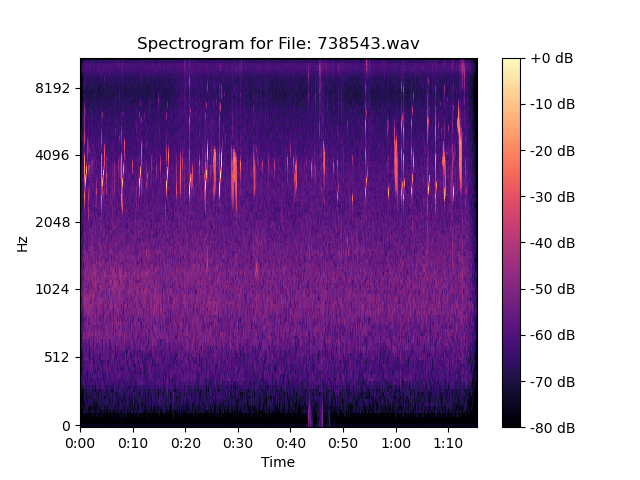 Spectrogram for File: 738543.wav
8192
4096
2048
1024
512
0
Hz
0:00 0:10 0:20 0:30 0:40 0:50 1:00 1:10
Time
+0 dB
-10 dB
-20 dB
-30 dB
-40 dB
-50 dB
-60 dB
-70 dB
-80 dB